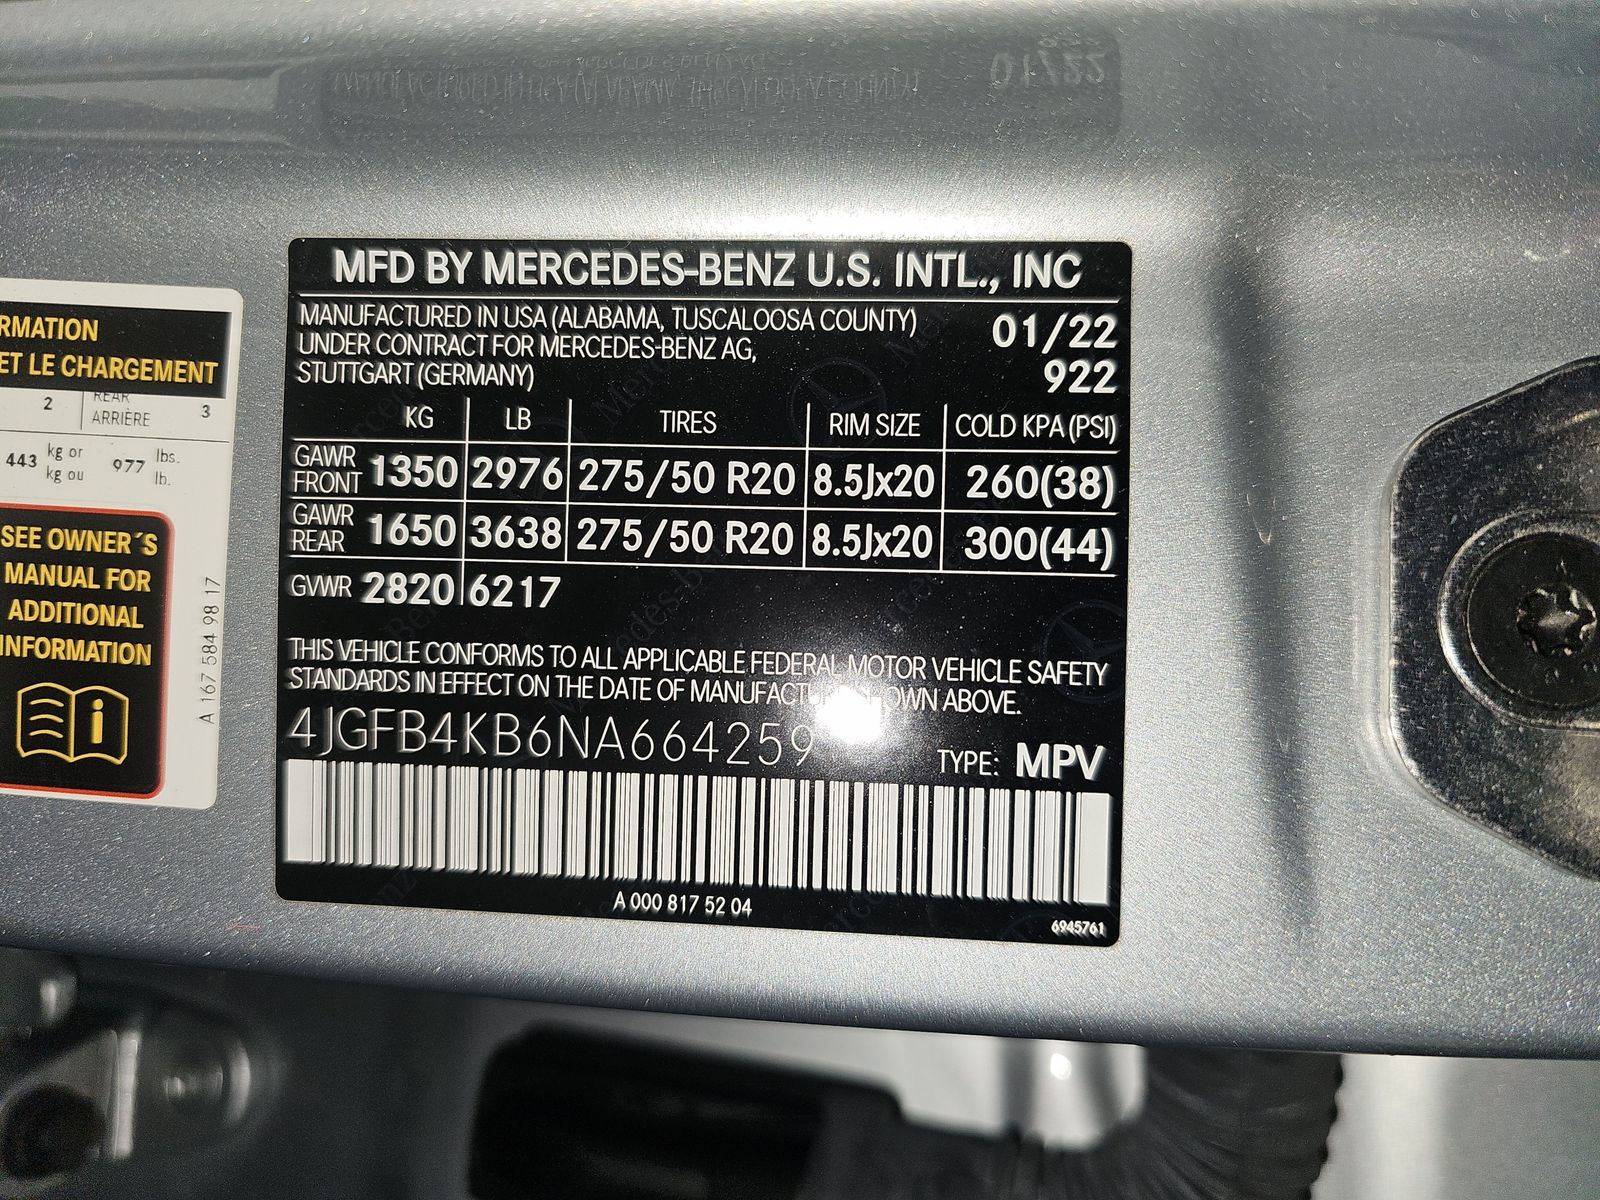 RMATION
ET LE CHARGEMENT
2 REAR ARRIÈRE 3
443 kg or kg ou 977 lbs. lb.
SEE OWNER´S
MANUAL FOR
ADDITIONAL
INFORMATION
A 167 584 98 17
MFD BY MERCEDES-BENZ U.S. INTL., INC
MANUFACTURED IN USA (ALABAMA, TUSCALOOSA COUNTY) 01/22
UNDER CONTRACT FOR MERCEDES-BENZ AG,
STUTTGART (GERMANY) 922
KG LB TIRES RIM SIZE COLD KPA (PSI)
GAWR FRONT 1350 2976 275/50 R20 8.5Jx20 260(38)
GAWR REAR 1650 3638 275/50 R20 8.5Jx20 300(44)
GVWR 2820 6217
THIS VEHICLE CONFORMS TO ALL APPLICABLE FEDERAL MOTOR VEHICLE SAFETY
STANDARDS IN EFFECT ON THE DATE OF MANUFACTURE SHOWN ABOVE.
4JGFB4KB6NA664259 TYPE: MPV
A 000 817 52 04
6945761